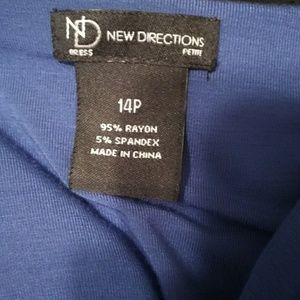 ND NEW DIRECTIONS
DRESS PETITE
14P
95% RAYON
5% SPANDEX
MADE IN CHINA